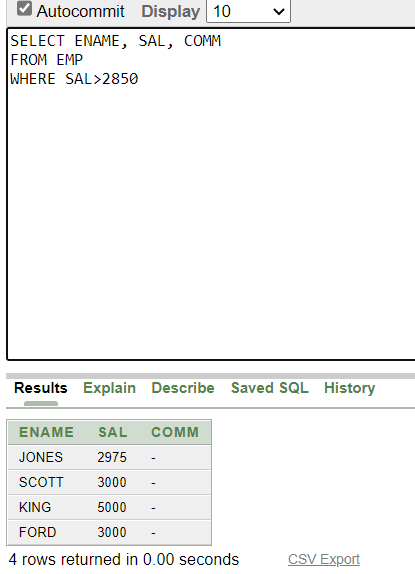 Autocommit Display 10
SELECT ENAME, SAL, COMM
FROM EMP
WHERE SAL>2850
Results Explain Describe Saved SQL History
ENAME SAL COMM
JONES 2975 -
SCOTT 3000 -
KING 5000 -
FORD 3000 -
4 rows returned in 0.00 seconds CSV Export